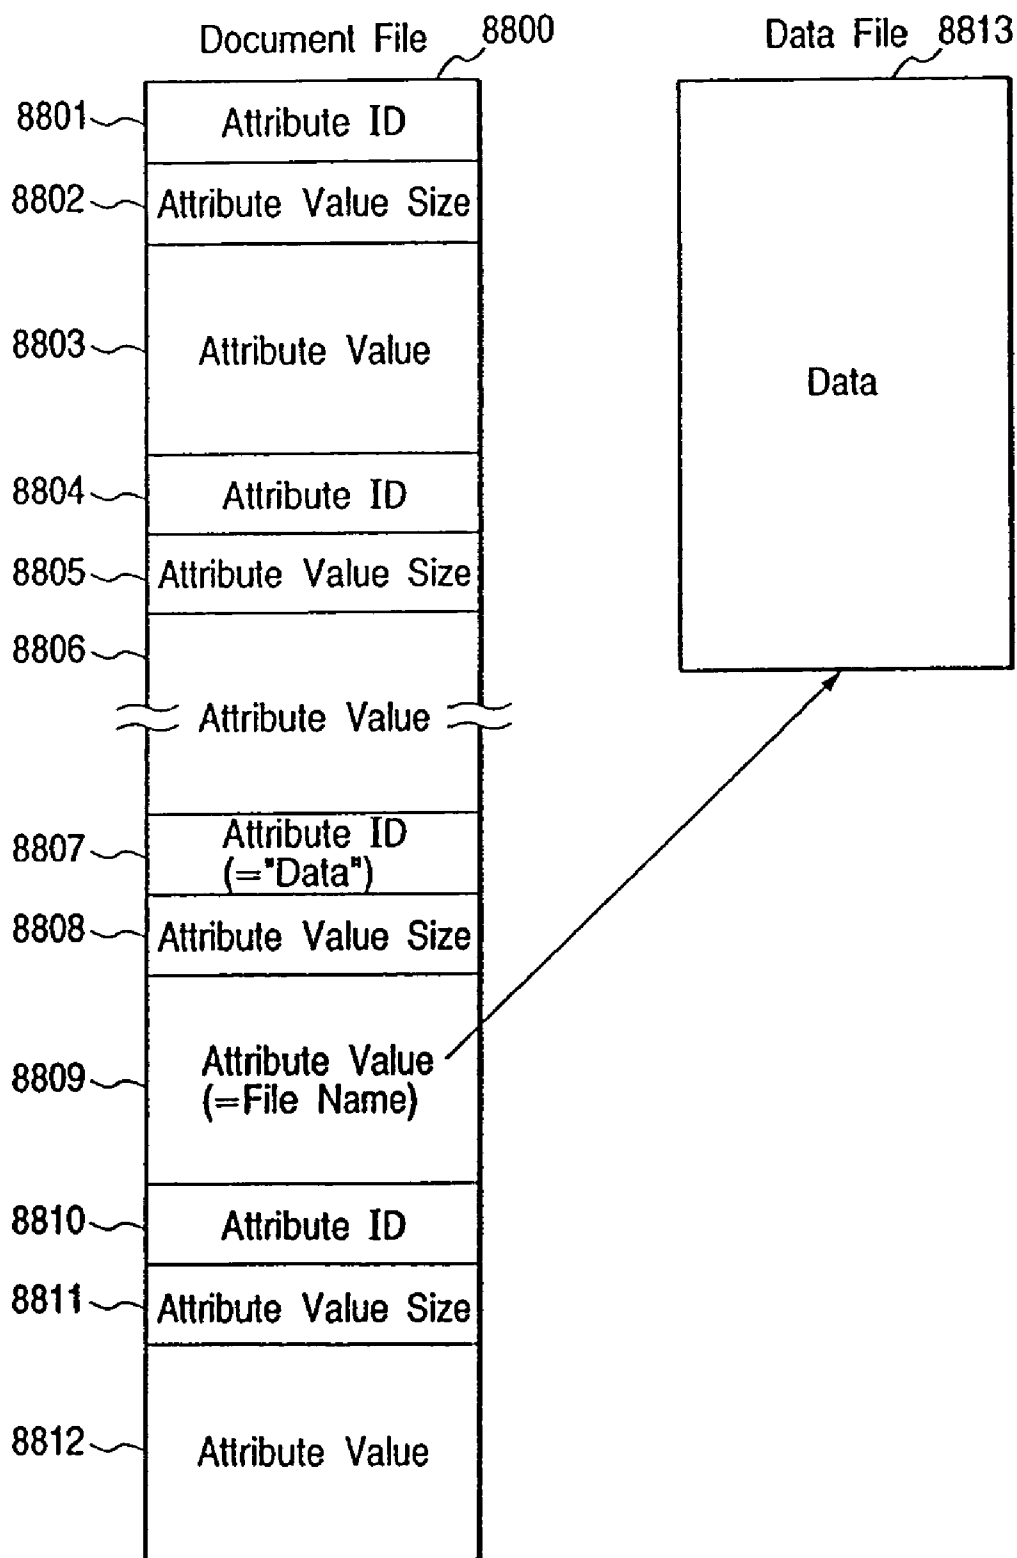 Document File 8800
Data File 8813
8801 Attribute ID
8802 Attribute Value Size
8803 Attribute Value
Data
8804 Attribute ID
8805 Attribute Value Size
8806
Attribute Value
8807 Attribute ID
(="Data")
8808 Attribute Value Size
8809 Attribute Value
(=File Name)
8810 Attribute ID
8811 Attribute Value Size
8812 Attribute Value